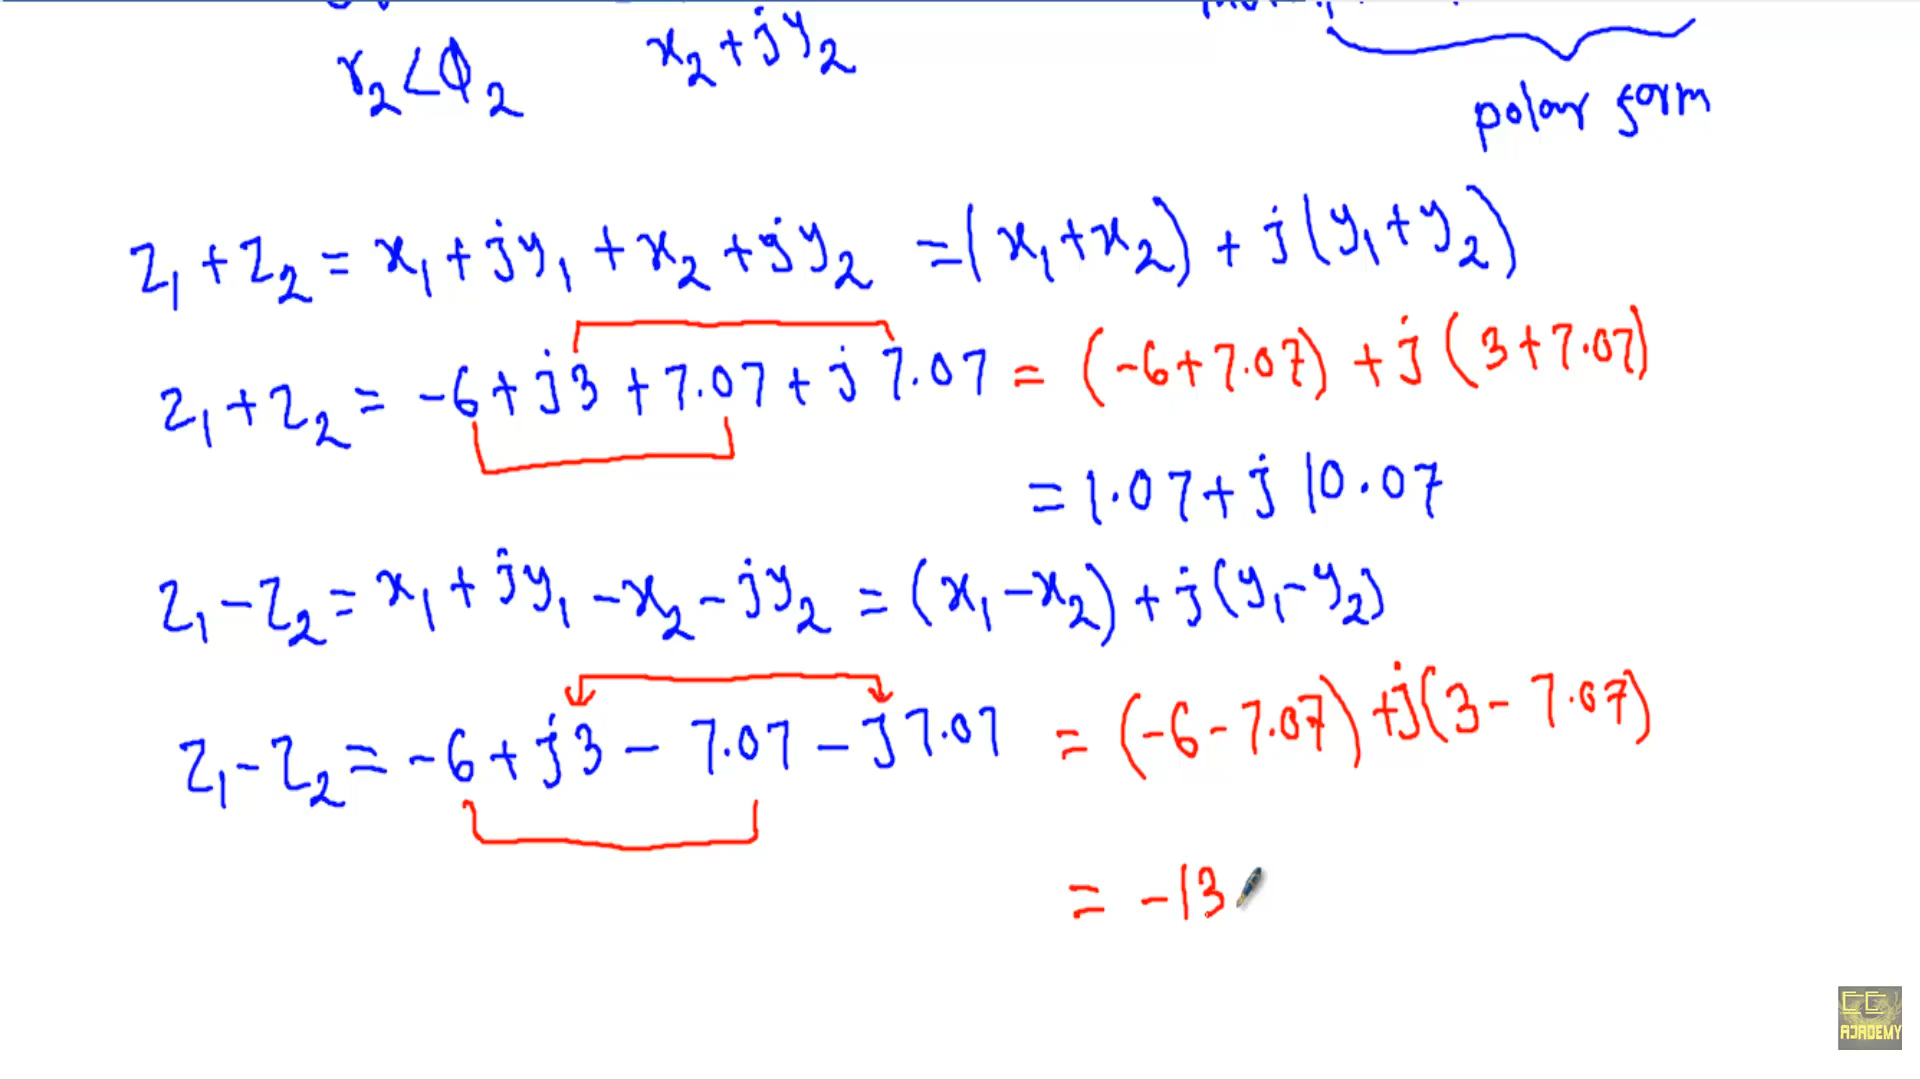 r₂∠Φ₂ x₂+jy₂
polar form
Z₁+Z₂ = x₁+jy₁ +x₂ +jy₂ =(x₁+x₂) + j(y₁+y₂)
Z₁+Z₂ = -6+j3 +7.07 + j7.07 = (-6+7.07) + j (3+7.07)
= 1.07+j 10.07
Z₁-Z₂ = x₁+jy₁ -x₂ -jy₂ = (x₁-x₂) + j(y₁-y₂)
Z₁-Z₂ = -6+j3 - 7.07 -j7.07 = (-6-7.07) +j(3- 7.07)
= -13
EE
AJADEMY